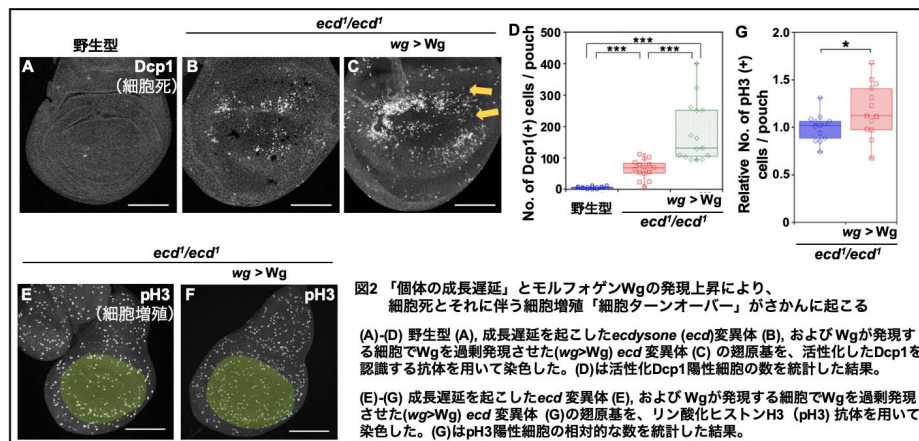 ecd¹/ecd¹
野生型
wg > Wg
A
Dcp1
（細胞死）
B
C
D
No. of Dcp1(+) cells / pouch
500
400
300
200
100
0
***
***
***
野生型
wg > Wg
ecd¹/ecd¹
G
Relative No. of pH3 (+)
cells / pouch
2.0
1.5
1.0
0.5
0
*
wg > Wg
ecd¹/ecd¹
ecd¹/ecd¹
wg > Wg
E
pH3
（細胞増殖）
F
pH3
図2 「個体の成長遅延」とモルフォゲンWgの発現上昇により、
細胞死とそれに伴う細胞増殖「細胞ターンオーバー」がさかんに起こる
(A)-(D) 野生型 (A), 成長遅延を起こしたecdysone (ecd)変異体 (B), および Wgが発現す
る細胞でWgを過剰発現させた(wg>Wg) ecd 変異体 (C) の翅原基を、活性化したDcp1を
認識する抗体を用いて染色した。(D)は活性化Dcp1陽性細胞の数を統計した結果。
(E)-(G) 成長遅延を起こしたecd 変異体 (E), および Wgが発現する細胞でWgを過剰発現
させた(wg>Wg) ecd 変異体 (G)の翅原基を、リン酸化ヒストンH3（pH3) 抗体を用いて
染色した。(G)はpH3陽性細胞の相対的な数を統計した結果。